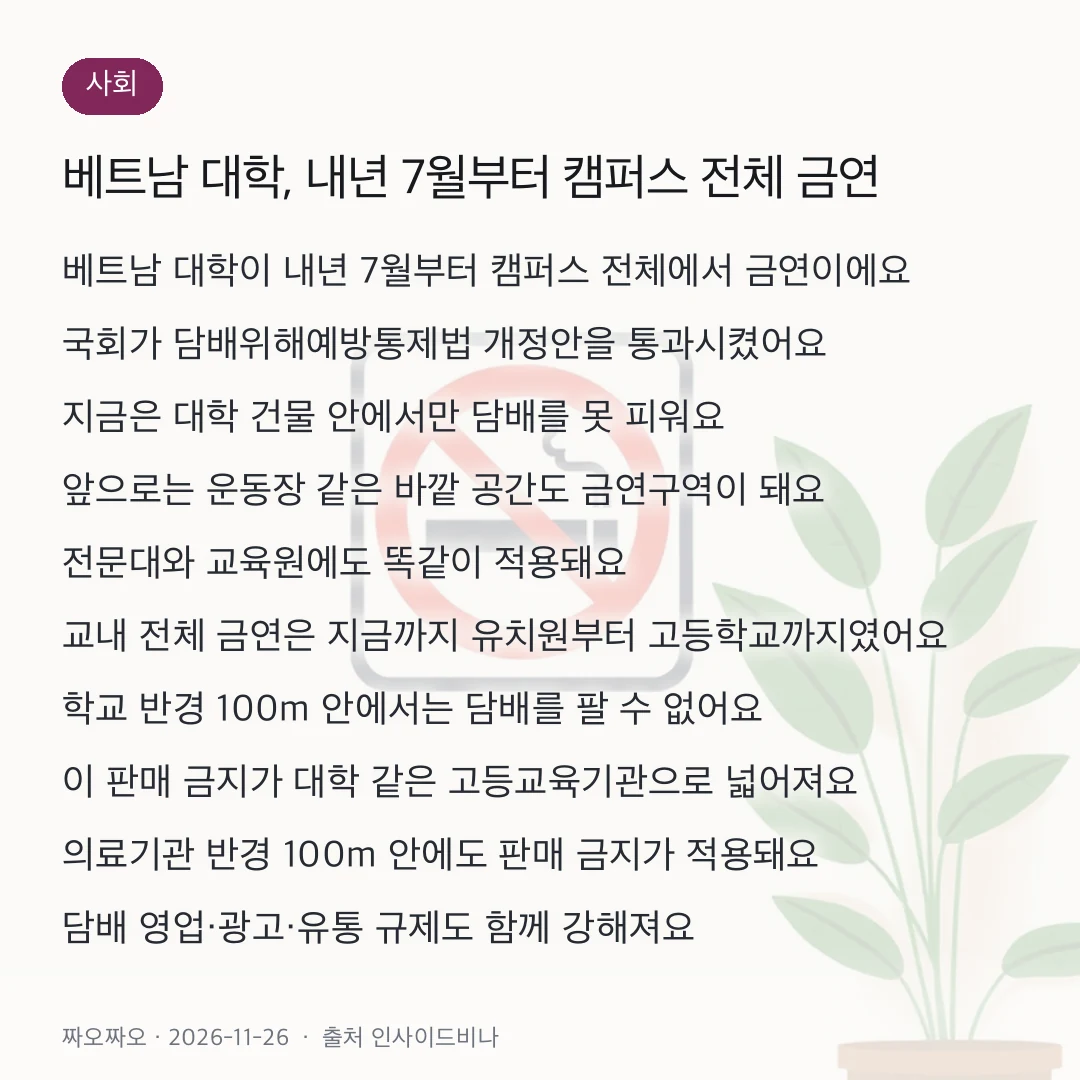 사회
베트남 대학, 내년 7월부터 캠퍼스 전체 금연
베트남 대학이 내년 7월부터 캠퍼스 전체에서 금연이에요
국회가 담배위해예방통제법 개정안을 통과시켰어요
지금은 대학 건물 안에서만 담배를 못 피워요
앞으로는 운동장 같은 바깥 공간도 금연구역이 돼요
전문대와 교육원에도 똑같이 적용돼요
교내 전체 금연은 지금까지 유치원부터 고등학교까지였어요
학교 반경 100m 안에서는 담배를 팔 수 없어요
이 판매 금지가 대학 같은 고등교육기관으로 넓어져요
의료기관 반경 100m 안에도 판매 금지가 적용돼요
담배 영업·광고·유통 규제도 함께 강해져요
짜오짜오 · 2026-11-26 · 출처 인사이드비나